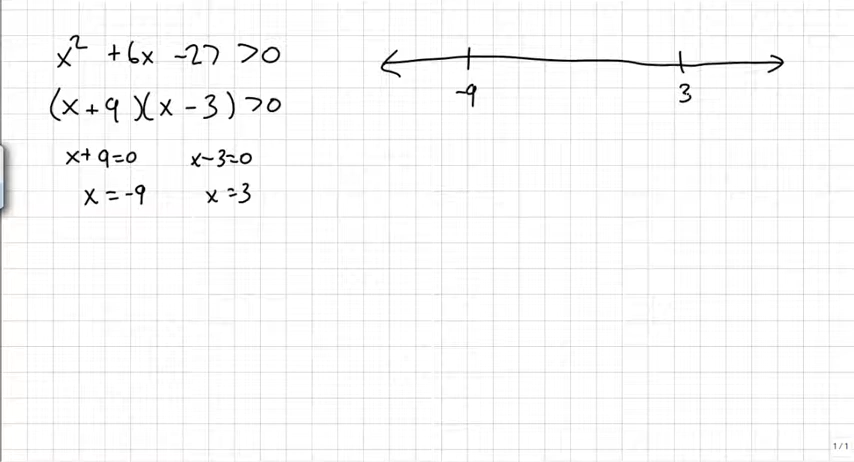 x² + 6x - 27 > 0
(x + 9)(x - 3) > 0
x + 9 = 0 x - 3 = 0
x = -9 x = 3
-9 3
1/1